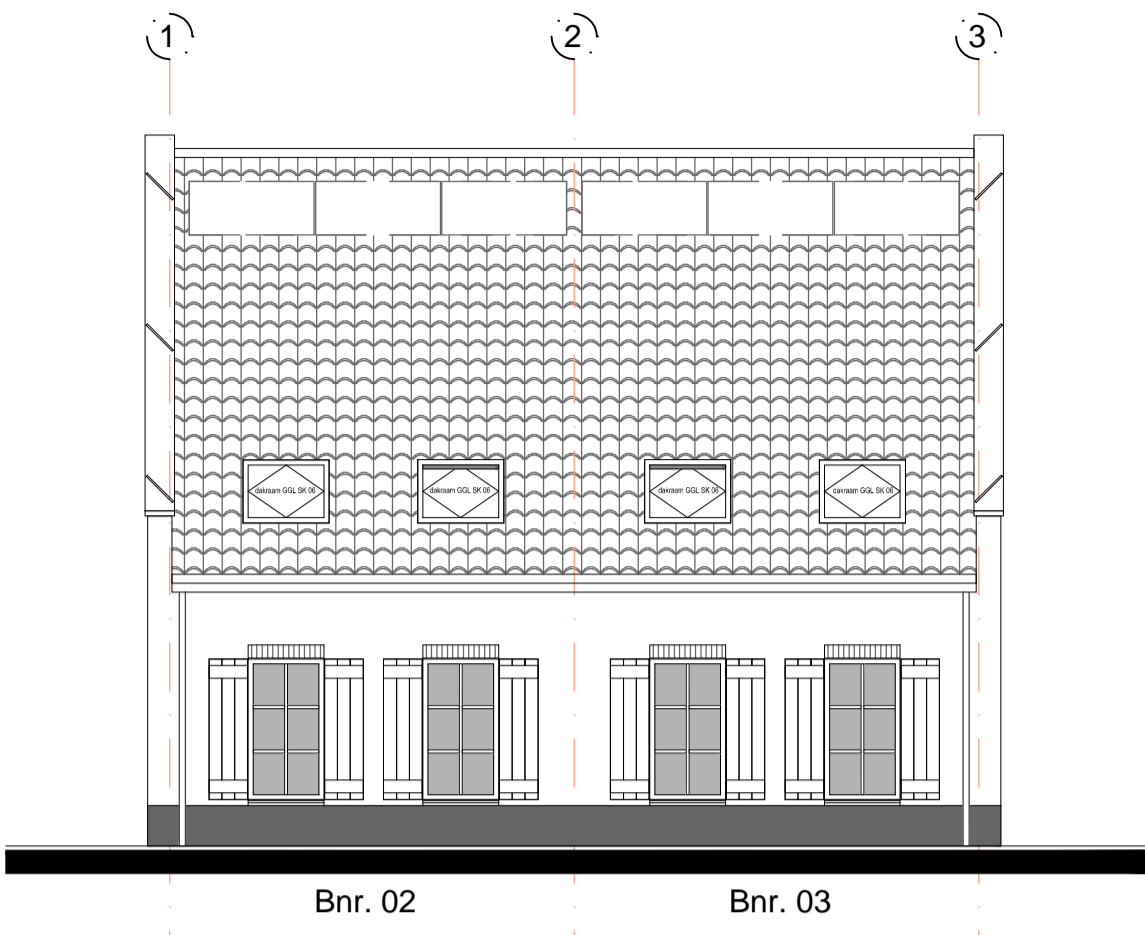 1 2 3
dakraam GGL SK 06 dakraam GGL SK 06 dakraam GGL SK 06 dakraam GGL SK 06
Bnr. 02 Bnr. 03